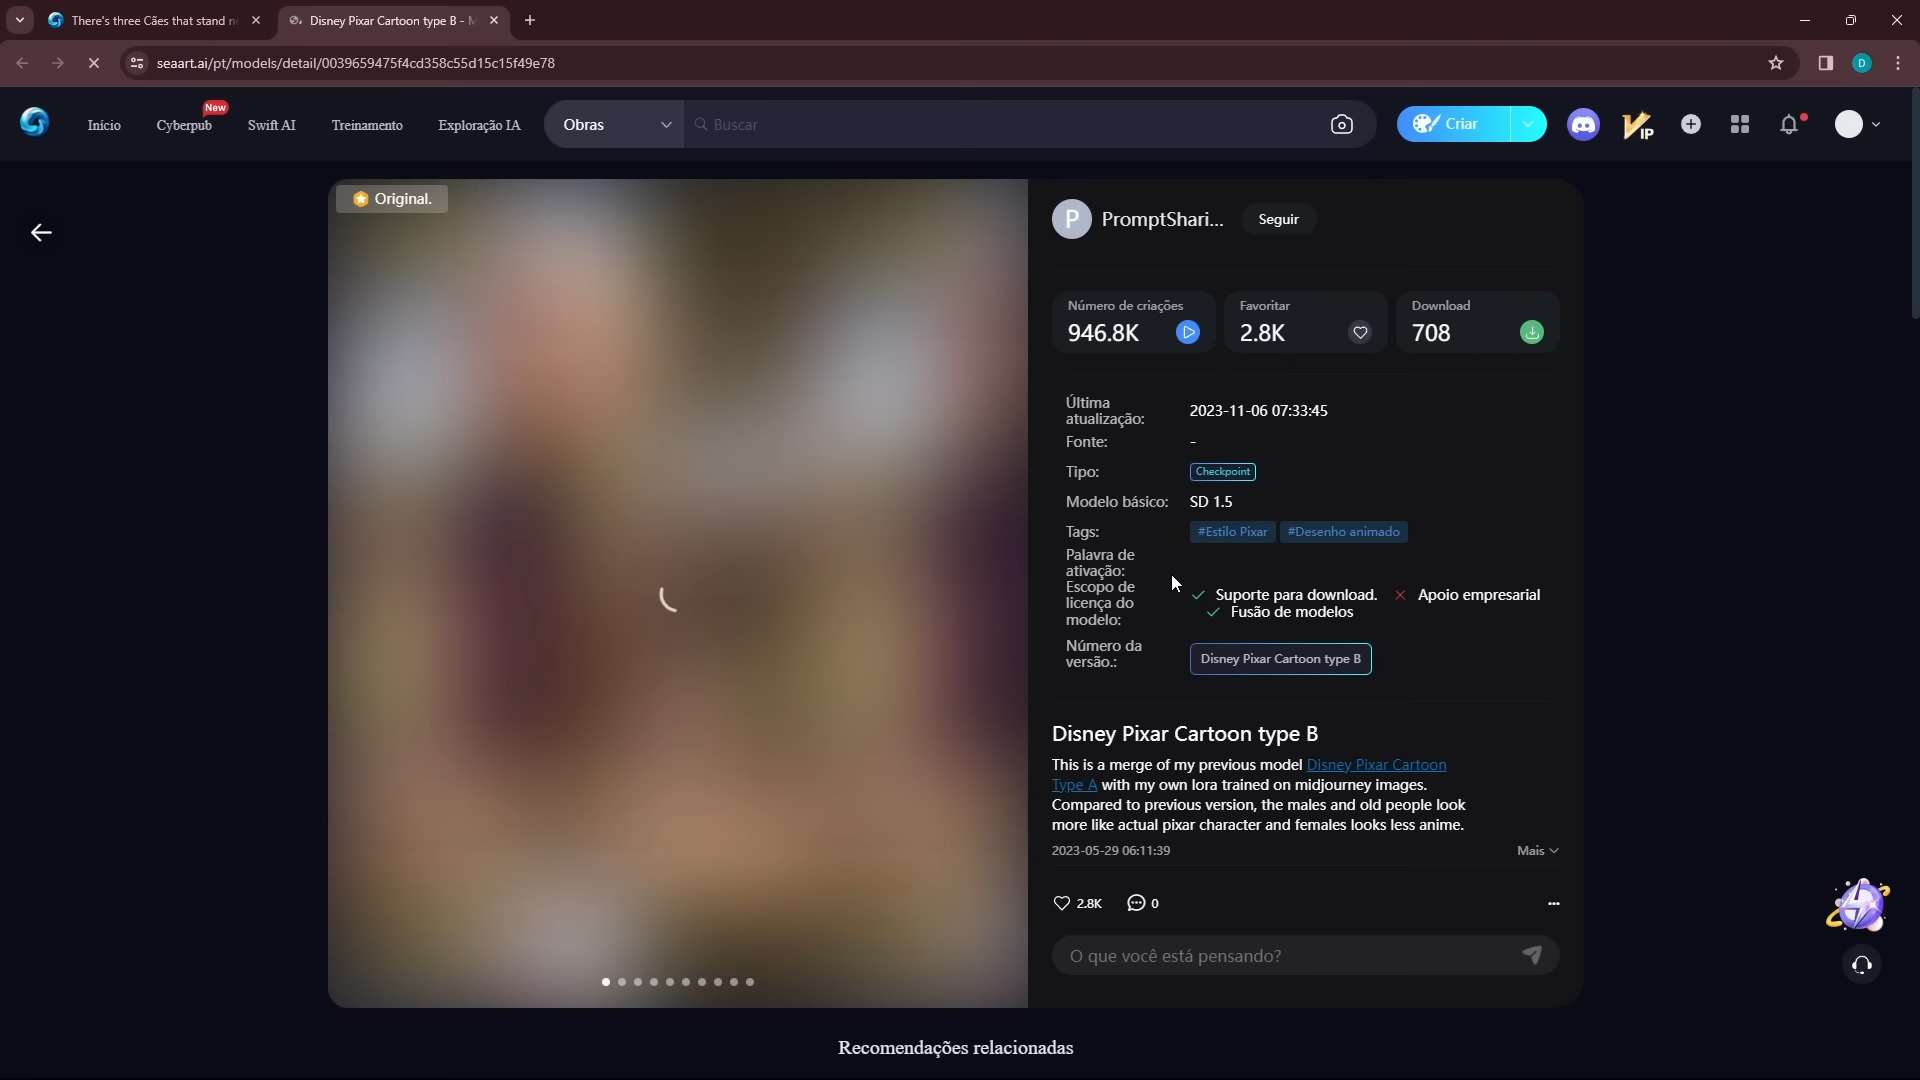 There's three Cães that stand n
Disney Pixar Cartoon type B - M
seaart.ai/pt/models/detail/0039659475f4cd358c55d15c15f49e78
D
Início
Cyberpub
New
Swift AI
Treinamento
Exploração IA
Obras
Buscar
Criar
VIP
Original.
P
PromptShari...
Seguir
Número de criações
946.8K
Favoritar
2.8K
Download
708
Última
atualização:
2023-11-06 07:33:45
Fonte:
-
Tipo:
Checkpoint
Modelo básico:
SD 1.5
Tags:
#Estilo Pixar
#Desenho animado
Palavra de
ativação:
Escopo de
licença do
modelo:
Suporte para download.
Apoio empresarial
Fusão de modelos
Número da
versão.:
Disney Pixar Cartoon type B
Disney Pixar Cartoon type B
This is a merge of my previous model Disney Pixar Cartoon
Type A with my own lora trained on midjourney images.
Compared to previous version, the males and old people look
more like actual pixar character and females looks less anime.
2023-05-29 06:11:39
Mais
2.8K
0
...
O que você está pensando?
Recomendações relacionadas